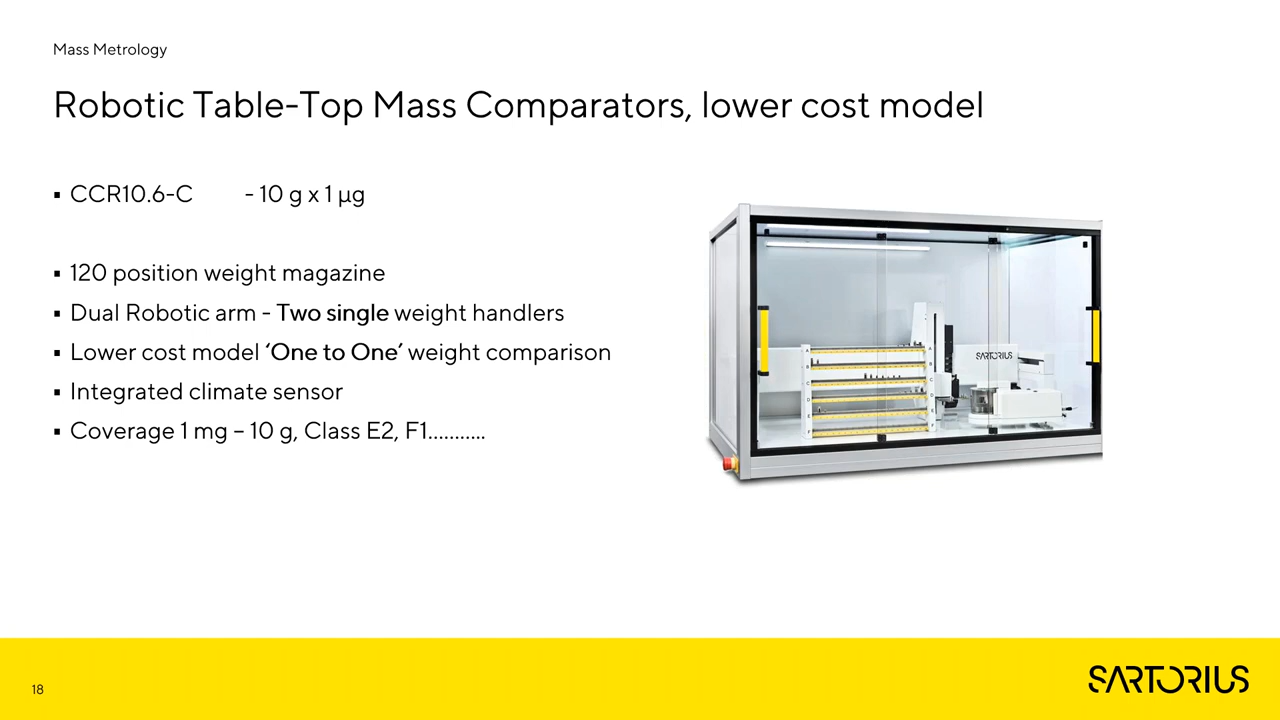 Mass Metrology
Robotic Table-Top Mass Comparators, lower cost model
▪ CCR10.6-C - 10 g x 1 µg
▪ 120 position weight magazine
▪ Dual Robotic arm - Two single weight handlers
▪ Lower cost model ‘One to One’ weight comparison
▪ Integrated climate sensor
▪ Coverage 1 mg – 10 g, Class E2, F1...........
SARTORIUS
18
SARTORIUS